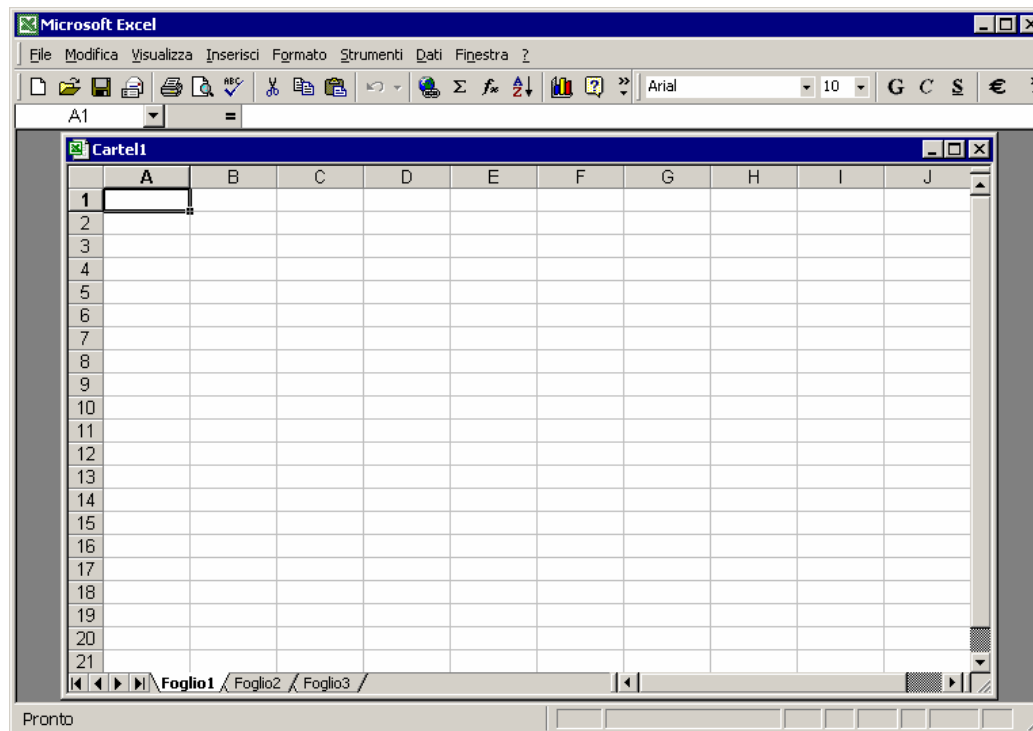 Microsoft Excel
File Modifica Visualizza Inserisci Formato Strumenti Dati Finestra ?
ABC Σ fx A Z ? » Arial 10 G C S €
A1 =
Cartel1
A B C D E F G H I J
1
2
3
4
5
6
7
8
9
10
11
12
13
14
15
16
17
18
19
20
21
Foglio1 Foglio2 Foglio3
Pronto